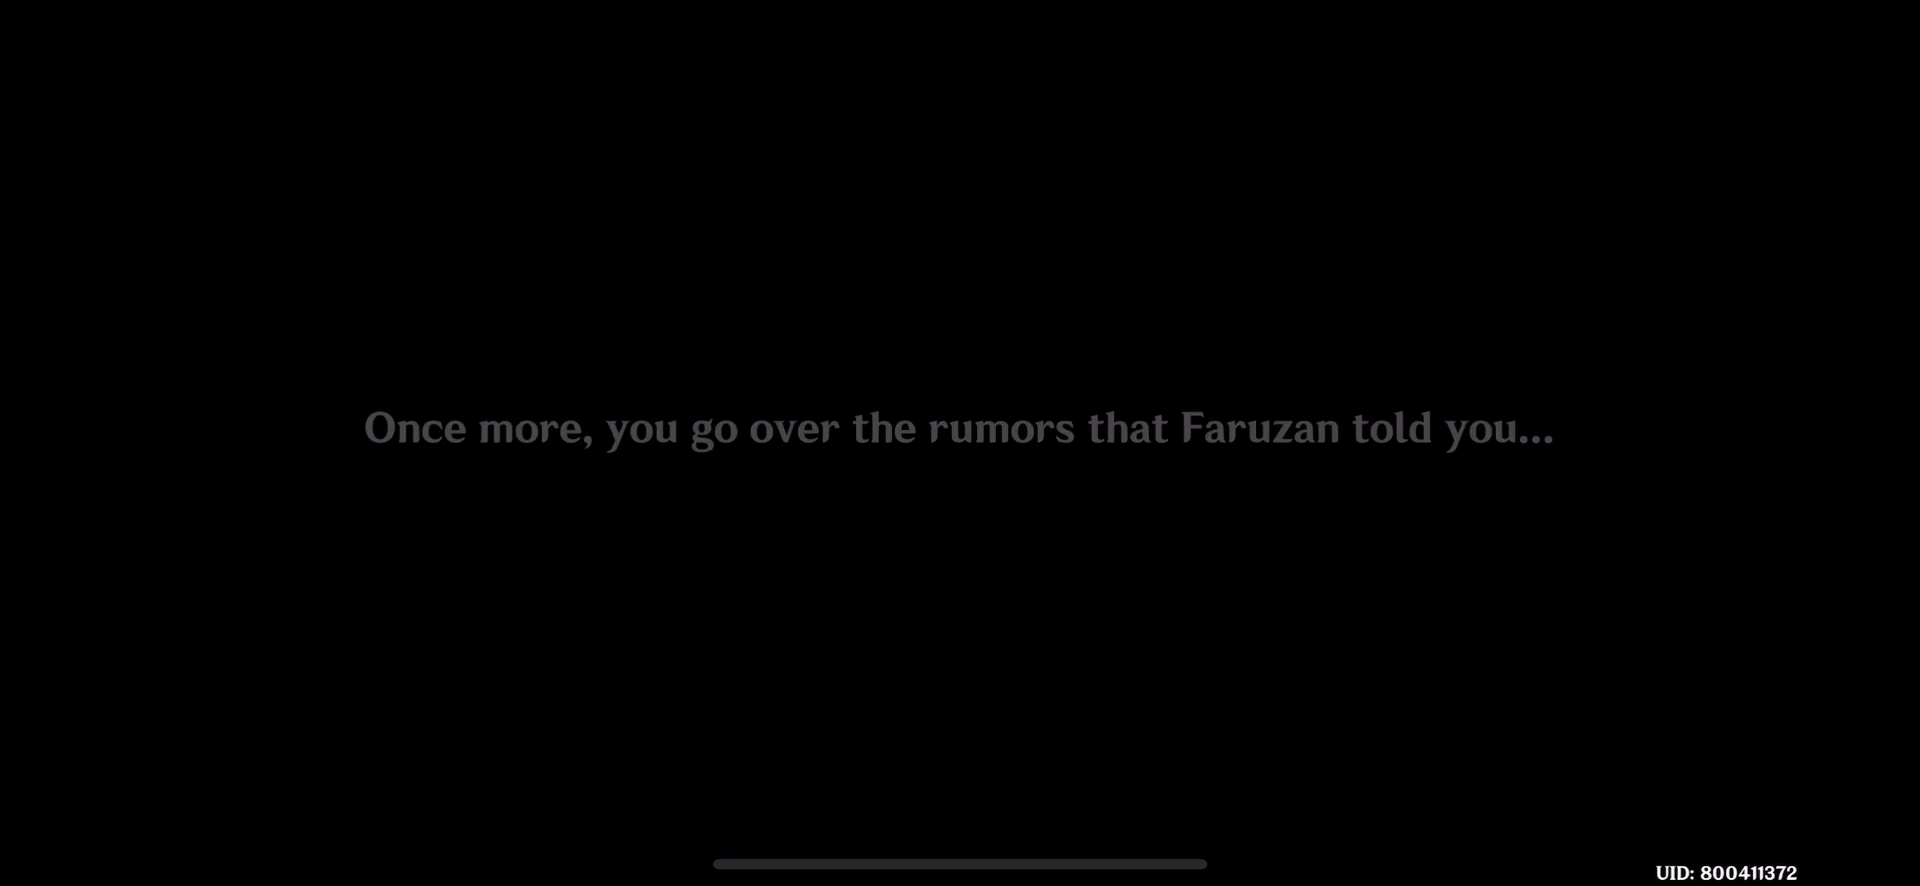 Once more, you go over the rumors that Faruzan told you...
UID: 800411372